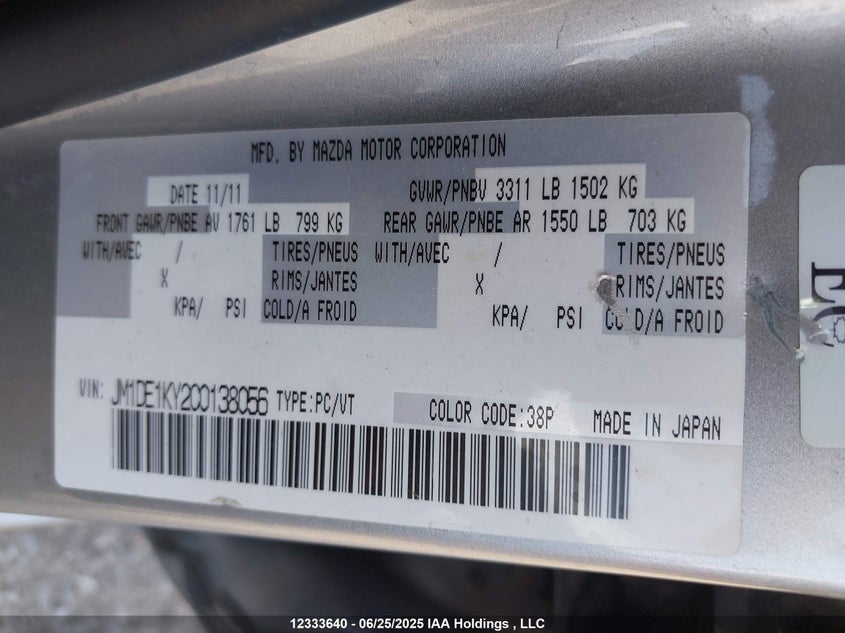 MFD. BY MAZDA MOTOR CORPORATION
DATE 11/11 GVWR/PNBV 3311 LB 1502 KG
FRONT GAWR/PNBE AV 1761 LB 799 KG REAR GAWR/PNBE AR 1550 LB 703 KG
WITH/AVEC / TIRES/PNEUS WITH/AVEC / TIRES/PNEUS
X RIMS/JANTES X RIMS/JANTES
KPA/ PSI COLD/A FROID KPA/ PSI COLD/A FROID
VIN: JM1DE1KY2C0138056 TYPE:PC/VT COLOR CODE:38P MADE IN JAPAN
12333640 - 06/25/2025 IAA Holdings , LLC